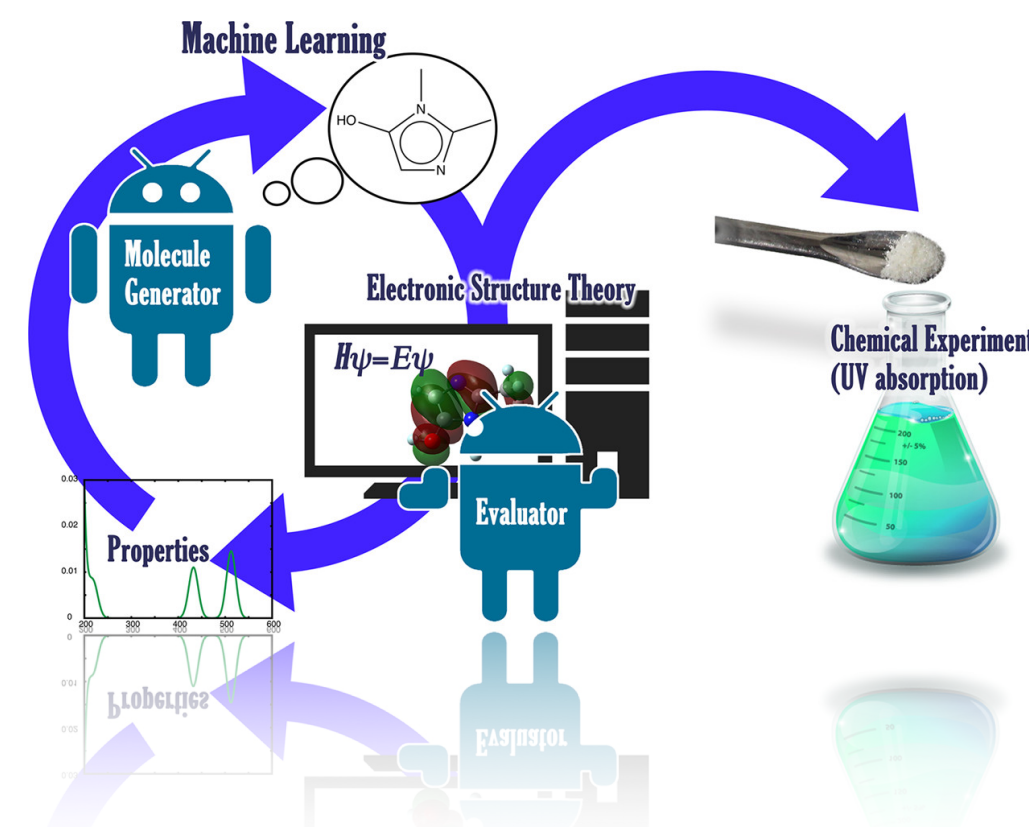 Machine Learning
N
HO
N
Molecule
Generator
Electronic Structure Theory
Hψ=Eψ
Chemical Experiment
(UV absorption)
200
+/- 5%
150
100
50
Evaluator
0.03
0.02
Properties
0.01
0
200 300 400 500 600